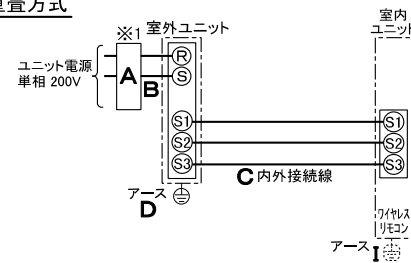 重畳方式
※1
室外ユニット
室内
ユニット
ユニット電源
単相 200V
A
B
R
S
S1
S2
S3
S1
S2
S3
C 内外接続線
アース
D
ワイヤレス
リモコン
アース I